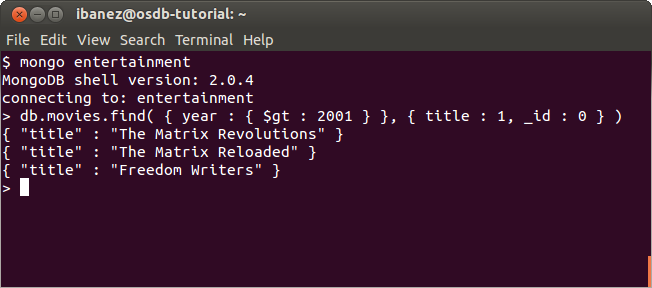 ibanez@osdb-tutorial: ~
File Edit View Search Terminal Help
$ mongo entertainment
MongoDB shell version: 2.0.4
connecting to: entertainment
> db.movies.find( { year : { $gt : 2001 } }, { title : 1, _id : 0 } )
{ "title" : "The Matrix Revolutions" }
{ "title" : "The Matrix Reloaded" }
{ "title" : "Freedom Writers" }
>